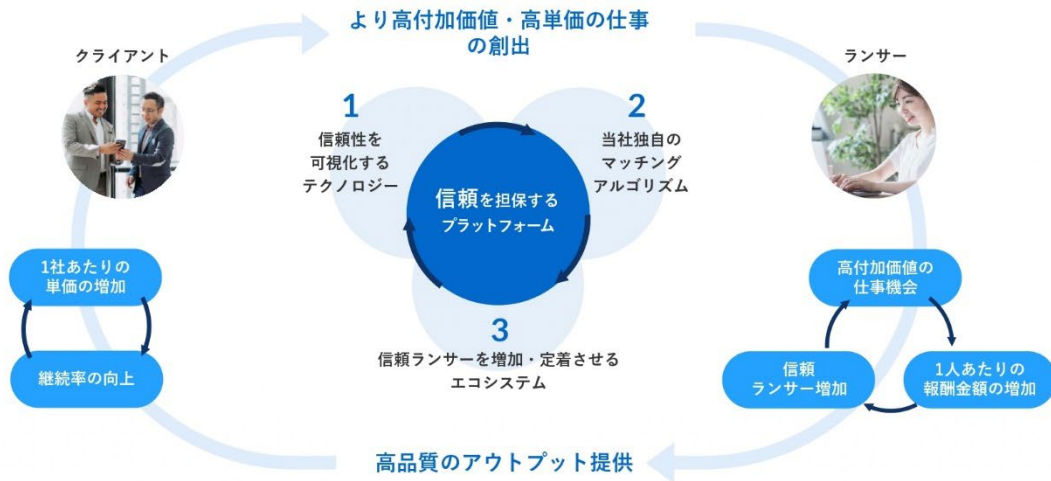 より高付加価値・高単価の仕事
の創出
クライアント
ランサー
1
信頼性を
可視化する
テクノロジー
2
当社独自の
マッチング
アルゴリズム
信頼を担保する
プラットフォーム
3
信頼ランサーを増加・定着させる
エコシステム
1社あたりの
単価の増加
継続率の向上
高付加価値の
仕事機会
信頼
ランサー増加
1人あたりの
報酬金額の増加
高品質のアウトプット提供